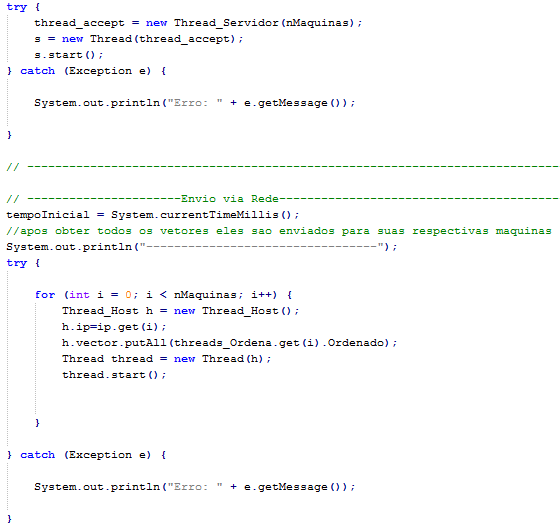 try {
    thread_accept = new Thread_Servidor(nMaquinas);
    s = new Thread(thread_accept);
    s.start();
} catch (Exception e) {
    System.out.println("Erro: " + e.getMessage());
}
// ----------------------------------------------------------------------------
// ----------------------Envio via Rede----------------------------------------
tempoInicial = System.currentTimeMillis();
//apos obter todos os vetores eles sao enviados para suas respectivas maquinas
System.out.println("---------------------------------");
try {
    for (int i = 0; i < nMaquinas; i++) {
        Thread_Host h = new Thread_Host();
        h.ip=ip.get(i);
        h.vector.putAll(threads_Ordena.get(i).Ordenado);
        Thread thread = new Thread(h);
        thread.start();
    }
} catch (Exception e) {
    System.out.println("Erro: " + e.getMessage());
}